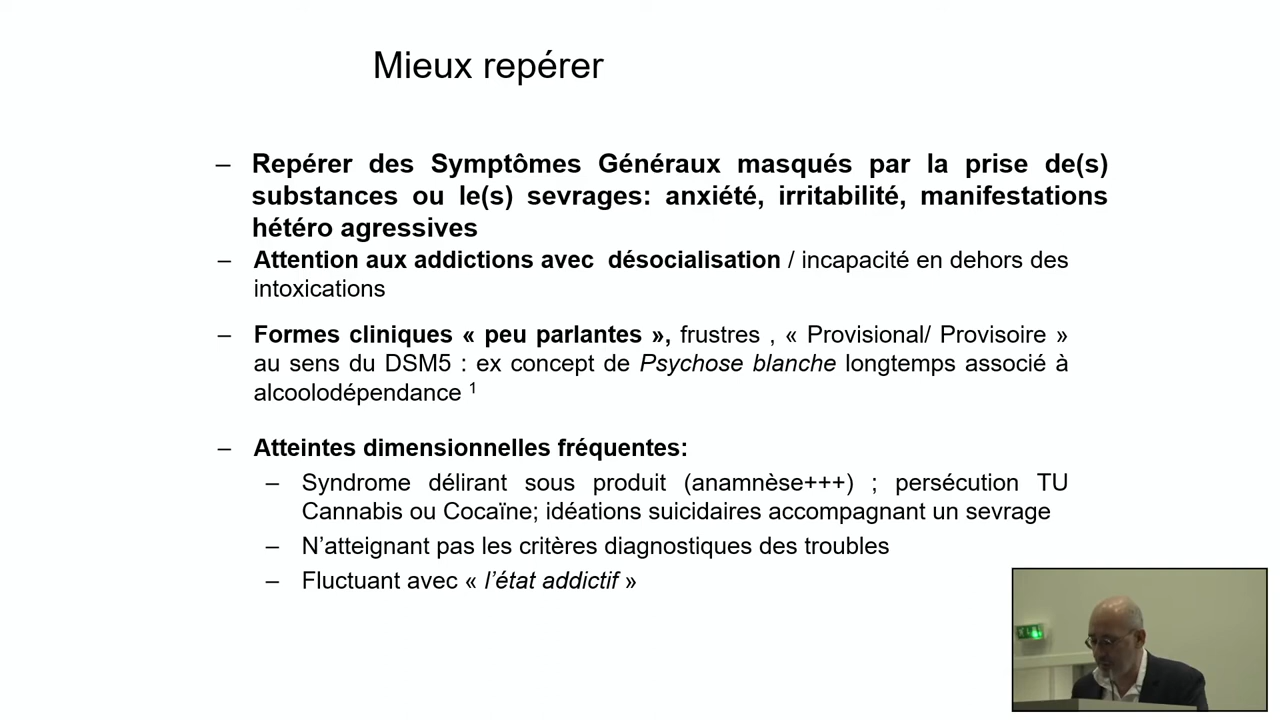 Mieux repérer
– Repérer des Symptômes Généraux masqués par la prise de(s)
substances ou le(s) sevrages: anxiété, irritabilité, manifestations
hétéro agressives
– Attention aux addictions avec désocialisation / incapacité en dehors des
intoxications
– Formes cliniques « peu parlantes », frustres , « Provisional/ Provisoire »
au sens du DSM5 : ex concept de Psychose blanche longtemps associé à
alcoolodépendance ¹
– Atteintes dimensionnelles fréquentes:
– Syndrome délirant sous produit (anamnèse+++) ; persécution TU
Cannabis ou Cocaïne; idéations suicidaires accompagnant un sevrage
– N’atteignant pas les critères diagnostiques des troubles
– Fluctuant avec « l’état addictif »